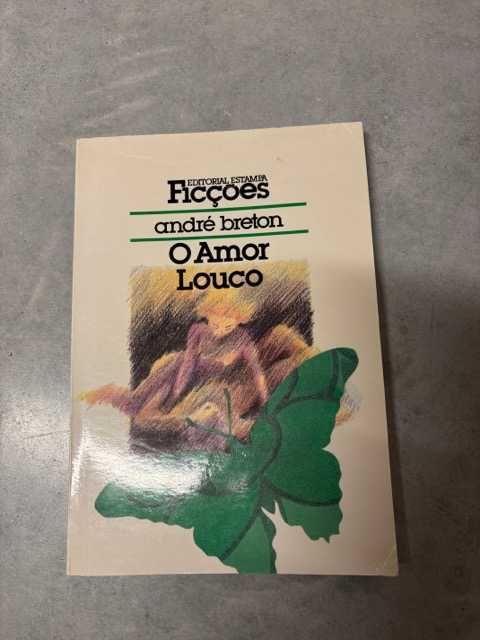 EDITORIAL ESTAMPA
Ficções
andré breton
O Amor
Louco